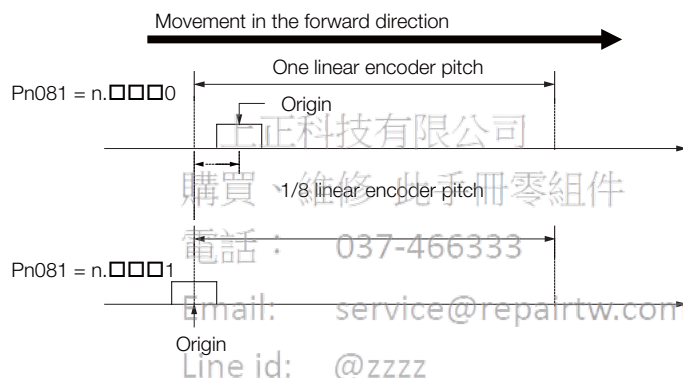 Movement in the forward direction
One linear encoder pitch
Pn081 = n.□□□0
Origin
上正科技有限公司
購買、維修 此手冊零組件
1/8 linear encoder pitch
電話： 037-466333
Pn081 = n.□□□1
Email: service@repairtw.com
Origin
Line id: @zzzz